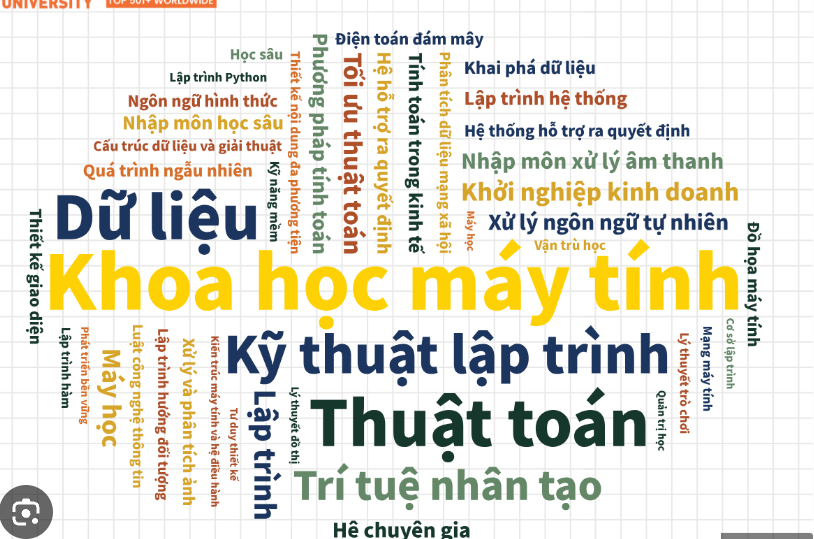 UNIVERSITY TOP 501+ WORLDWIDE
Điện toán đám mây
Học sâu
Lập trình Python
Ngôn ngữ hình thức
Nhập môn học sâu
Cấu trúc dữ liệu và giải thuật
Quá trình ngẫu nhiên
Kỹ năng mềm
Thiết kế nội dung đa phương tiện
Phương pháp tính toán
Tối ưu thuật toán
Hệ hỗ trợ ra quyết định
Tính toán trong kinh tế
Phân tích dữ liệu mạng xã hội
Khai phá dữ liệu
Lập trình hệ thống
Hệ thống hỗ trợ ra quyết định
Nhập môn xử lý âm thanh
Khởi nghiệp kinh doanh
Máy học
Xử lý ngôn ngữ tự nhiên
Vận trù học
Dữ liệu
Thiết kế giao diện
Khoa học máy tính
Đồ họa máy tính
Lập trình hàm
Phát triển bền vững
Máy học
Luật công nghệ thông tin
Lập trình hướng đối tượng
Xử lý và phân tích ảnh
Kiến trúc máy tính và hệ điều hành
Tư duy thiết kế
Kỹ thuật lập trình
Lập trình
Lý thuyết đồ thị
Thuật toán
Quản trị học
Lý thuyết trò chơi
Mạng máy tính
Cơ sở lập trình
Trí tuệ nhân tạo
Hệ chuyên gia